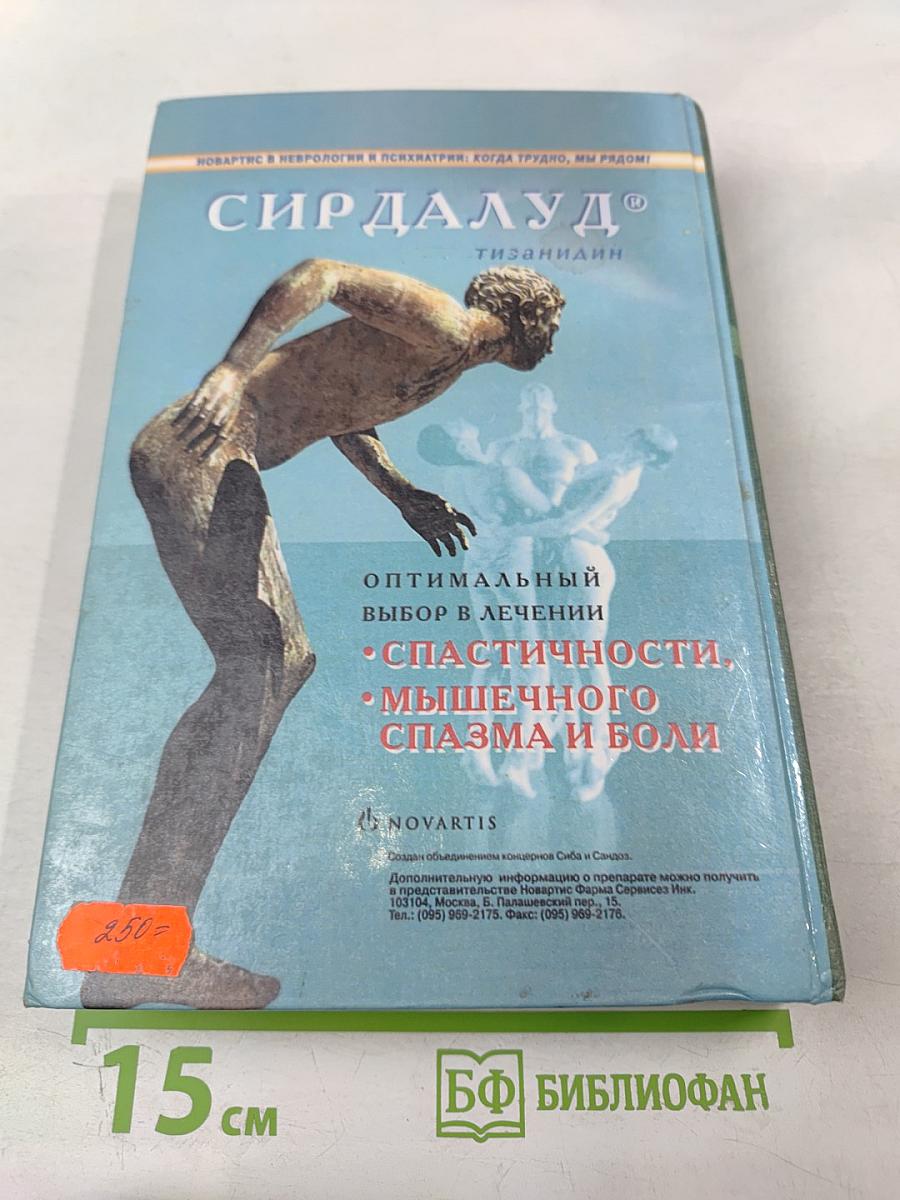 НОВАРТИС В НЕВРОЛОГИИ И ПСИХИАТРИИ: КОГДА ТРУДНО, МЫ РЯДОМ!
СИРДАЛУД®
тизанидин
ОПТИМАЛЬНЫЙ
ВЫБОР В ЛЕЧЕНИИ
• СПАСТИЧНОСТИ,
• МЫШЕЧНОГО
СПАЗМА И БОЛИ
NOVARTIS
Создан объединением концернов Сиба и Сандоз.
Дополнительную информацию о препарате можно получить
в представительстве Новартис Фарма Сервисез Инк.
103104, Москва, Б. Палашевский пер., 15.
Тел.: (095) 969-2175. Факс: (095) 969-2176.
250=
15 см
БФ БИБЛИОФАН